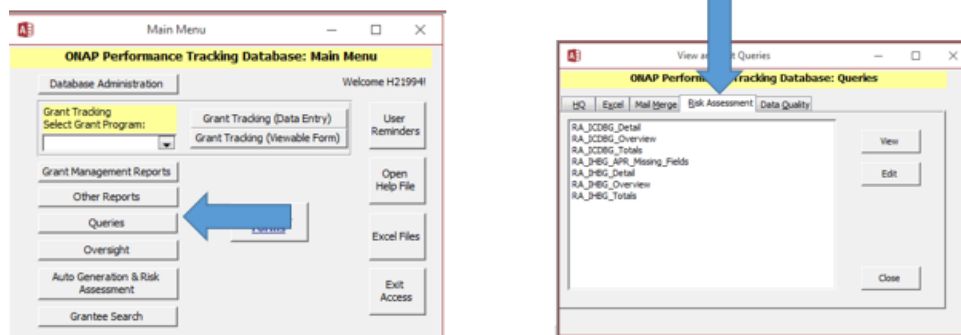 Main Menu
ONAP Performance Tracking Database: Main Menu
Database Administration
Welcome H21994!
Grant Tracking
Select Grant Program:
Grant Tracking (Data Entry)
Grant Tracking (Viewable Form)
User
Reminders
Grant Management Reports
Other Reports
Queries
Oversight
Auto Generation & Risk
Assessment
Grantee Search
Forms
Open
Help File
Excel Files
Exit
Access
View Queries
ONAP Tracking Database: Queries
HQ Excel Mail Merge Risk Assessment Data Quality
RA_ICDBG_Detail
RA_ICDBG_Overview
RA_ICDBG_Totals
RA_IHBG_APR_Missing_Fields
RA_IHBG_Detail
RA_IHBG_Overview
RA_IHBG_Totals
View
Edit
Close